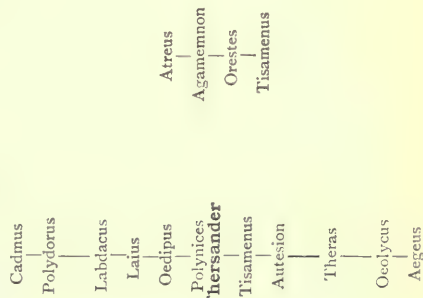 Cadmus
Polydorus
Labdacus
Laius
Oedipus
Polynices
Thersander
Tisamenus
Autesion
Theras
Oeolycus
Aegeus
Atreus
Agamemnon
Orestes
Tisamenus